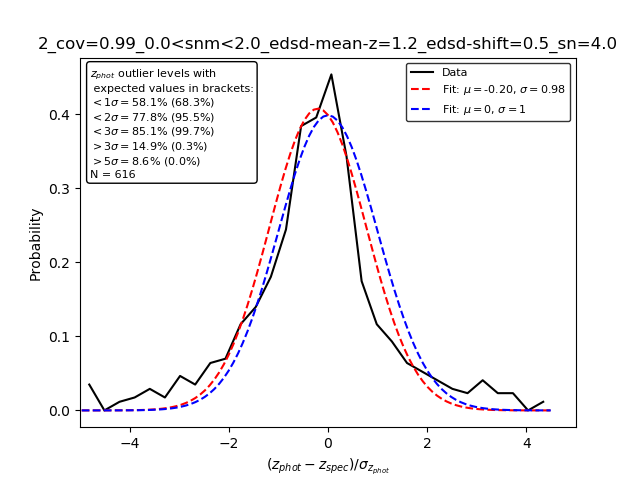 2_cov=0.99_0.0<snm<2.0_edsd-mean-z=1.2_edsd-shift=0.5_sn=4.0
z_phot outlier levels with
expected values in brackets:
<1σ = 58.1% (68.3%)
<2σ = 77.8% (95.5%)
<3σ = 85.1% (99.7%)
>3σ = 14.9% (0.3%)
>5σ = 8.6% (0.0%)
N = 616
Data
Fit: μ = -0.20, σ = 0.98
Fit: μ = 0, σ = 1
Probability
0.4
0.3
0.2
0.1
0.0
−4
−2
0
2
4
(z_phot − z_spec)/σ_z_phot